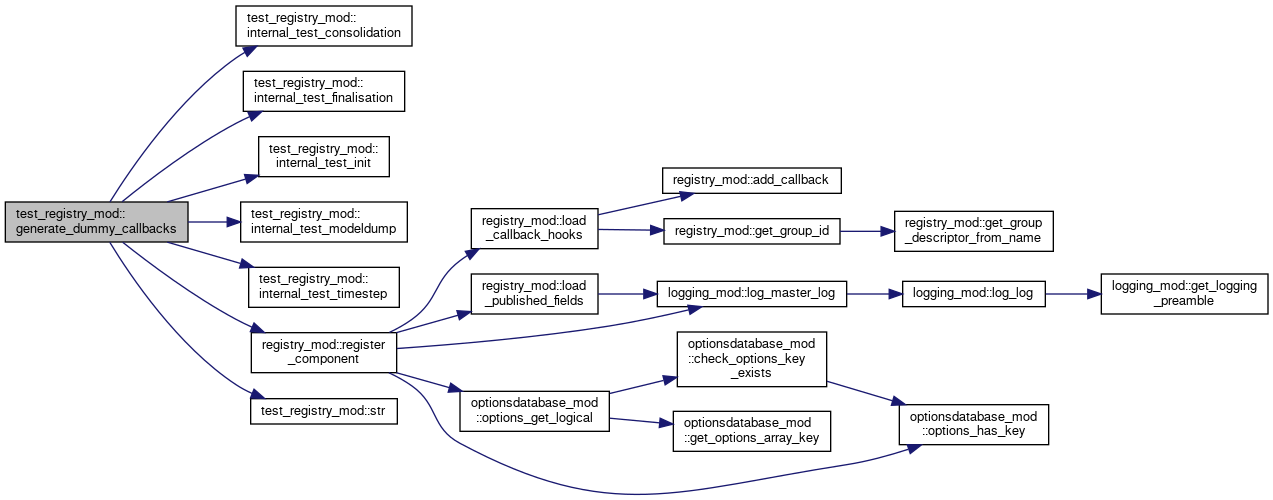 test_registry_mod::
generate_dummy_callbacks
test_registry_mod::
internal_test_consolidation
test_registry_mod::
internal_test_finalisation
test_registry_mod::
internal_test_init
test_registry_mod::
internal_test_modeldump
test_registry_mod::
internal_test_timestep
registry_mod::register
_component
test_registry_mod::str
registry_mod::load
_callback_hooks
registry_mod::load
_published_fields
optionsdatabase_mod
::options_get_logical
registry_mod::add_callback
registry_mod::get_group_id
logging_mod::log_master_log
optionsdatabase_mod
::check_options_key
_exists
optionsdatabase_mod
::get_options_array_key
registry_mod::get_group
_descriptor_from_name
logging_mod::log_log
optionsdatabase_mod
::options_has_key
logging_mod::get_logging
_preamble